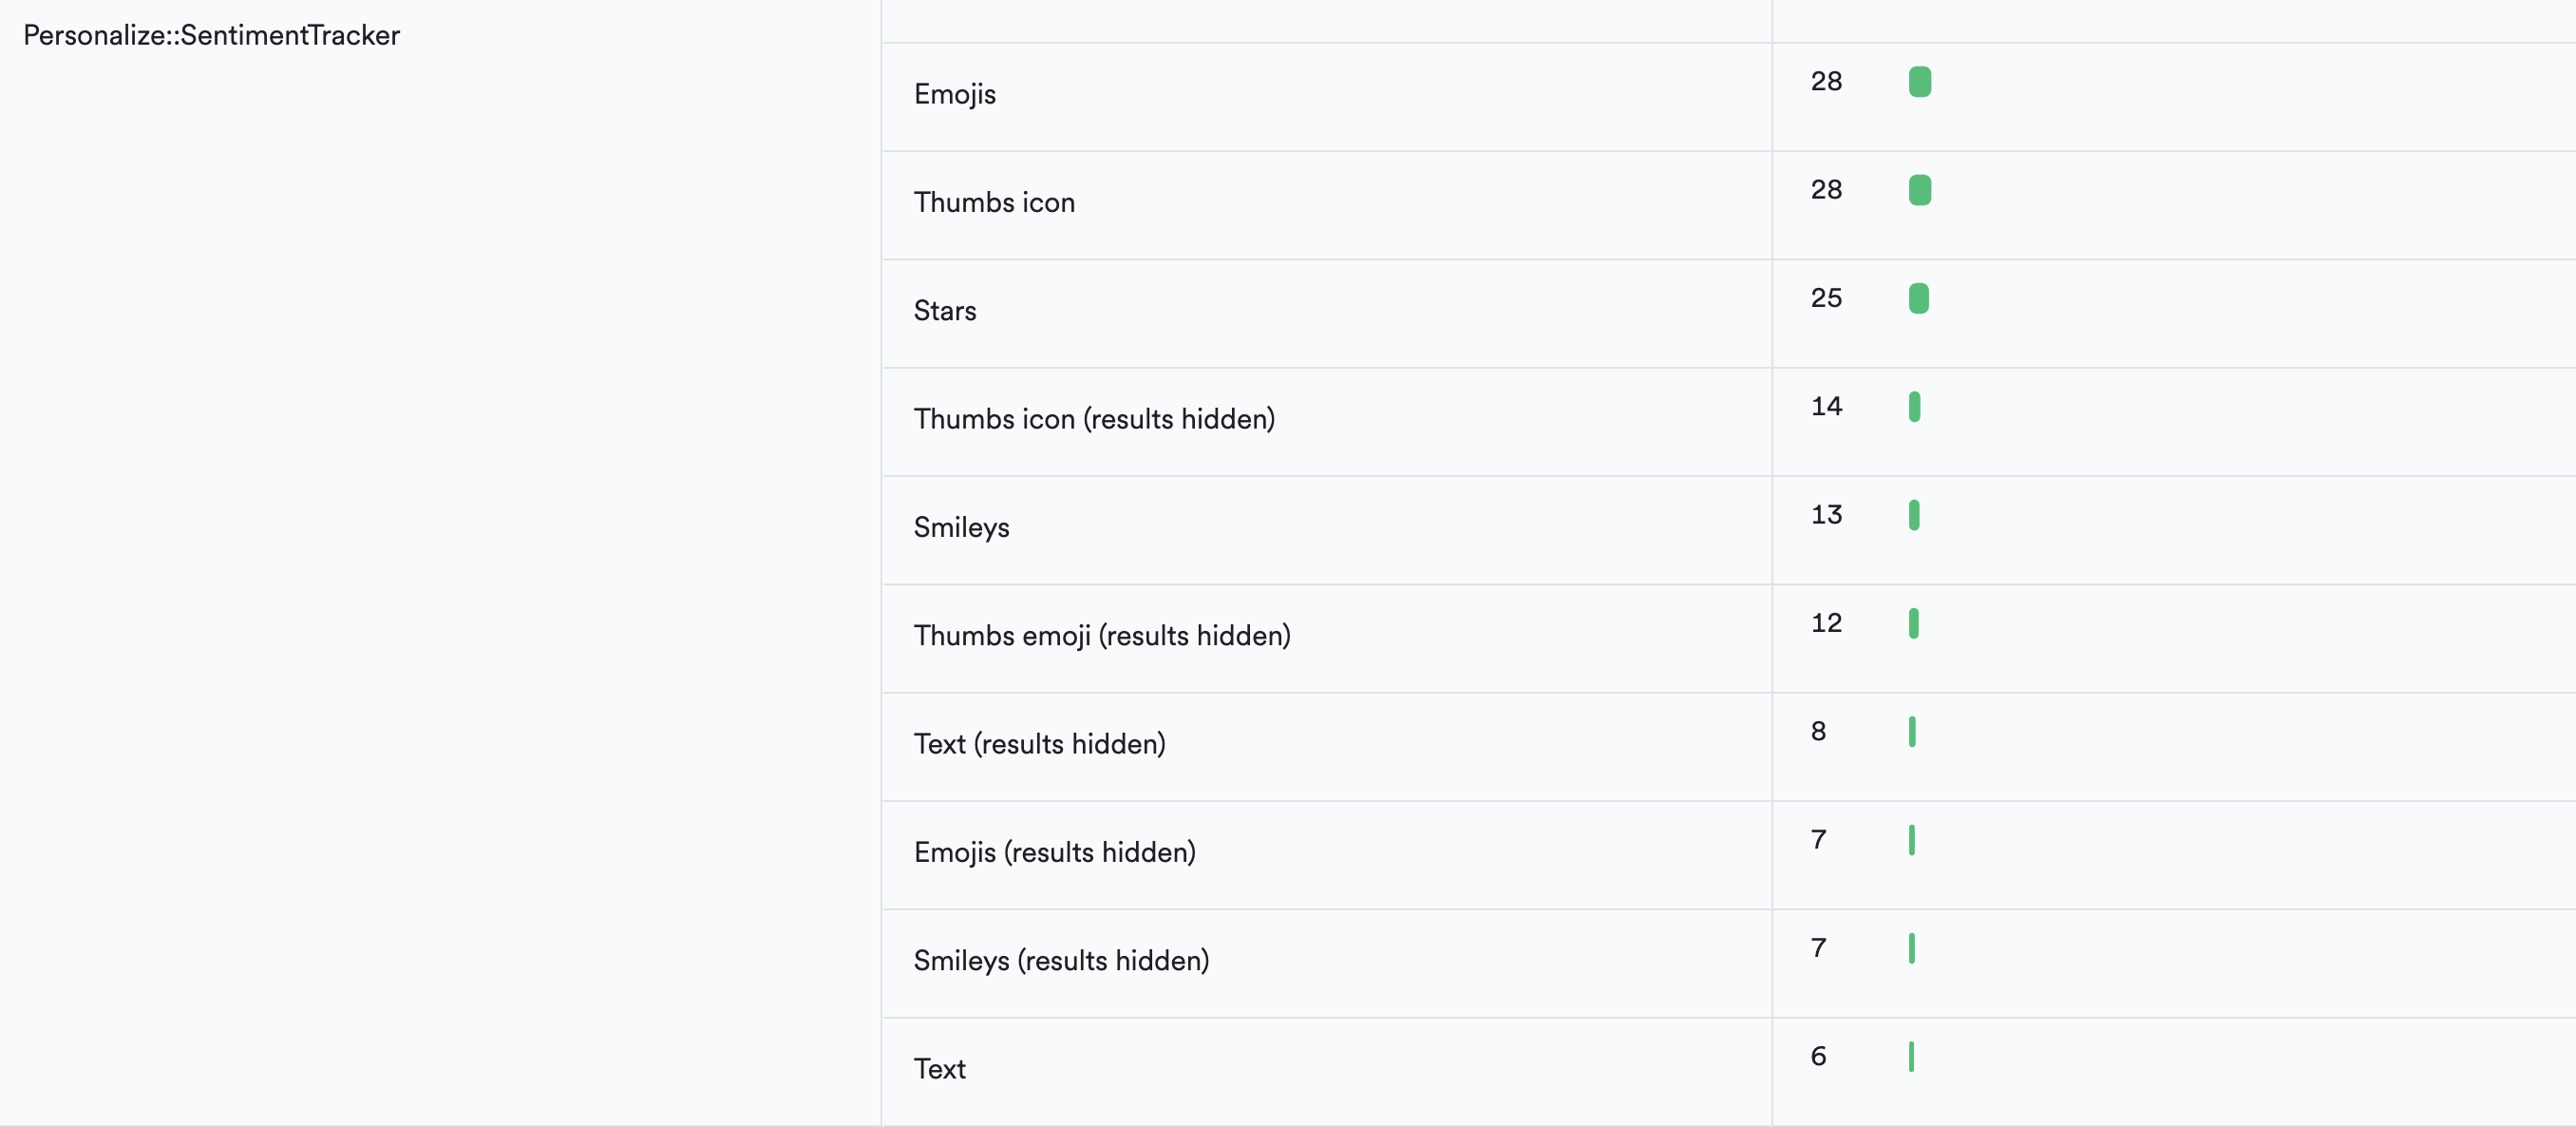 Personalize::SentimentTracker
Emojis 28
Thumbs icon 28
Stars 25
Thumbs icon (results hidden) 14
Smileys 13
Thumbs emoji (results hidden) 12
Text (results hidden) 8
Emojis (results hidden) 7
Smileys (results hidden) 7
Text 6